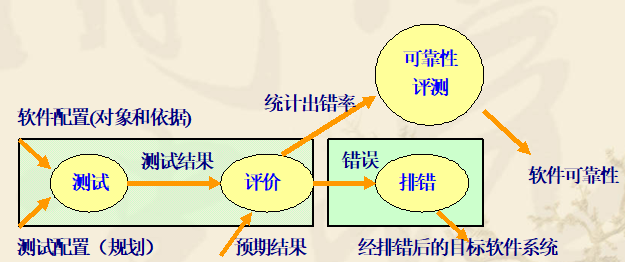 可靠性
评测
统计出错率
软件配置(对象和依据)
测试结果
错误
测试
评价
排错
软件可靠性
测试配置（规划）
预期结果
经排错后的目标软件系统